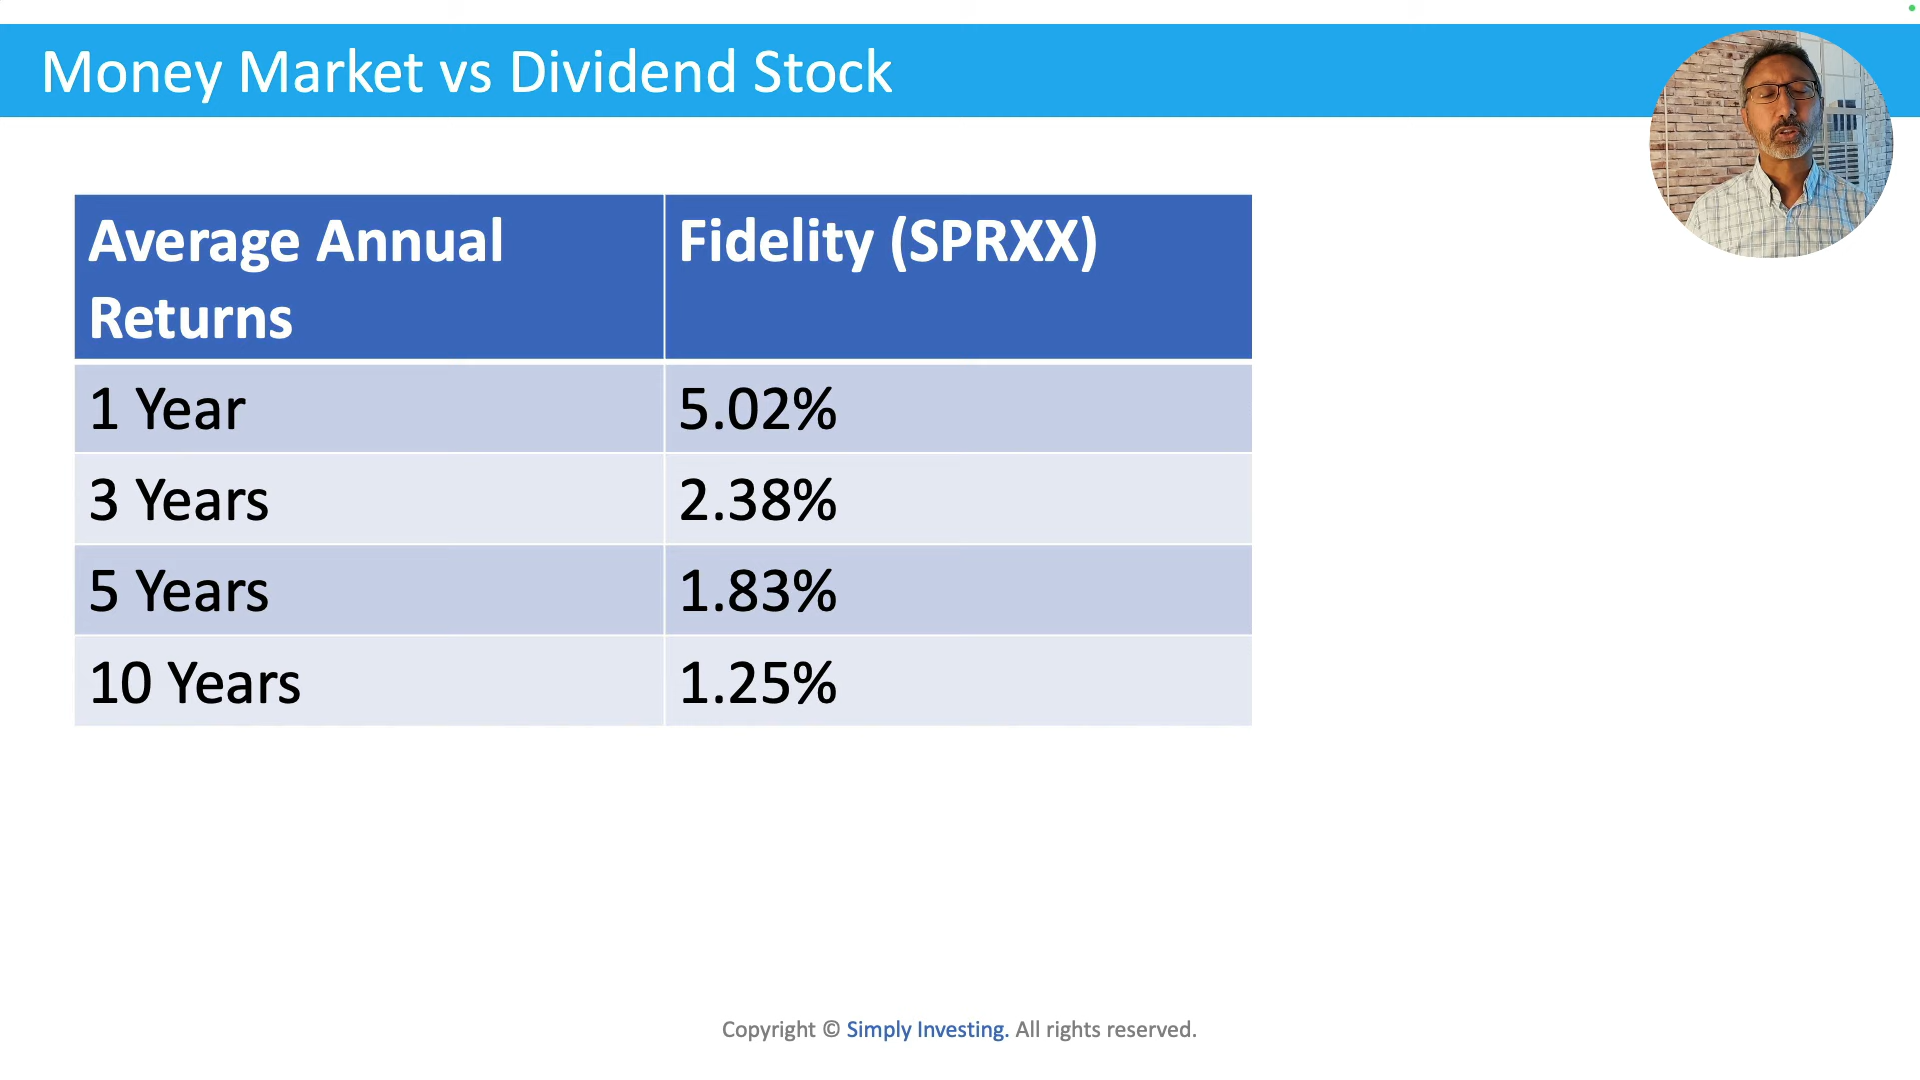 Money Market vs Dividend Stock
Average Annual Returns
Fidelity (SPRXX)
1 Year
5.02%
3 Years
2.38%
5 Years
1.83%
10 Years
1.25%
Copyright © Simply Investing. All rights reserved.